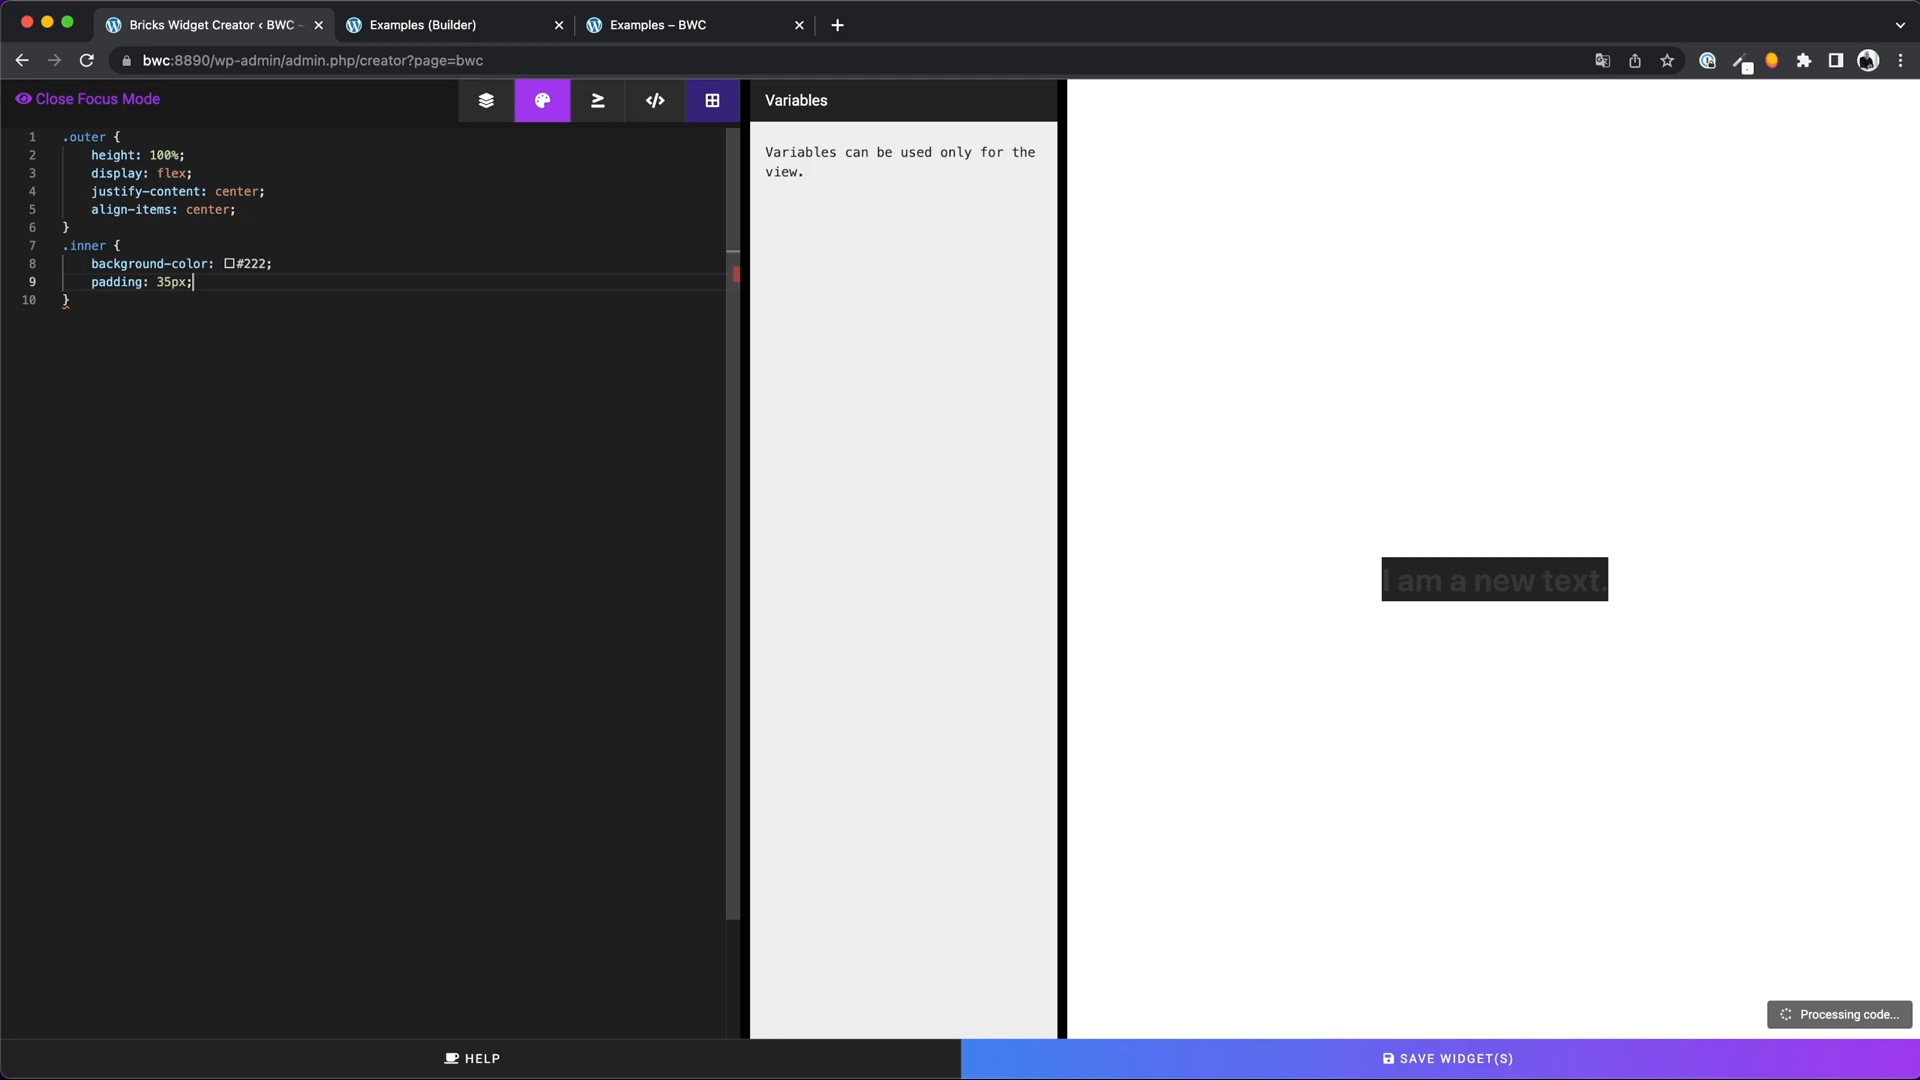 Bricks Widget Creator ‹ BWC –
Examples (Builder)
Examples – BWC
bwc:8890/wp-admin/admin.php/creator?page=bwc
Close Focus Mode
Variables
1 .outer {
2 height: 100%;
3 display: flex;
4 justify-content: center;
5 align-items: center;
6 }
7 .inner {
8 background-color: #222;
9 padding: 35px;
10 }
Variables can be used only for the
view.
I am a new text.
Processing code...
HELP
SAVE WIDGET(S)